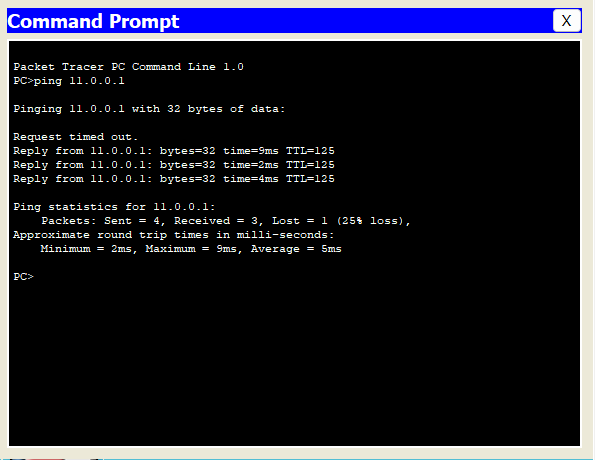 Command Prompt X
Packet Tracer PC Command Line 1.0
PC>ping 11.0.0.1
Pinging 11.0.0.1 with 32 bytes of data:
Request timed out.
Reply from 11.0.0.1: bytes=32 time=9ms TTL=125
Reply from 11.0.0.1: bytes=32 time=2ms TTL=125
Reply from 11.0.0.1: bytes=32 time=4ms TTL=125
Ping statistics for 11.0.0.1:
Packets: Sent = 4, Received = 3, Lost = 1 (25% loss),
Approximate round trip times in milli-seconds:
Minimum = 2ms, Maximum = 9ms, Average = 5ms
PC>